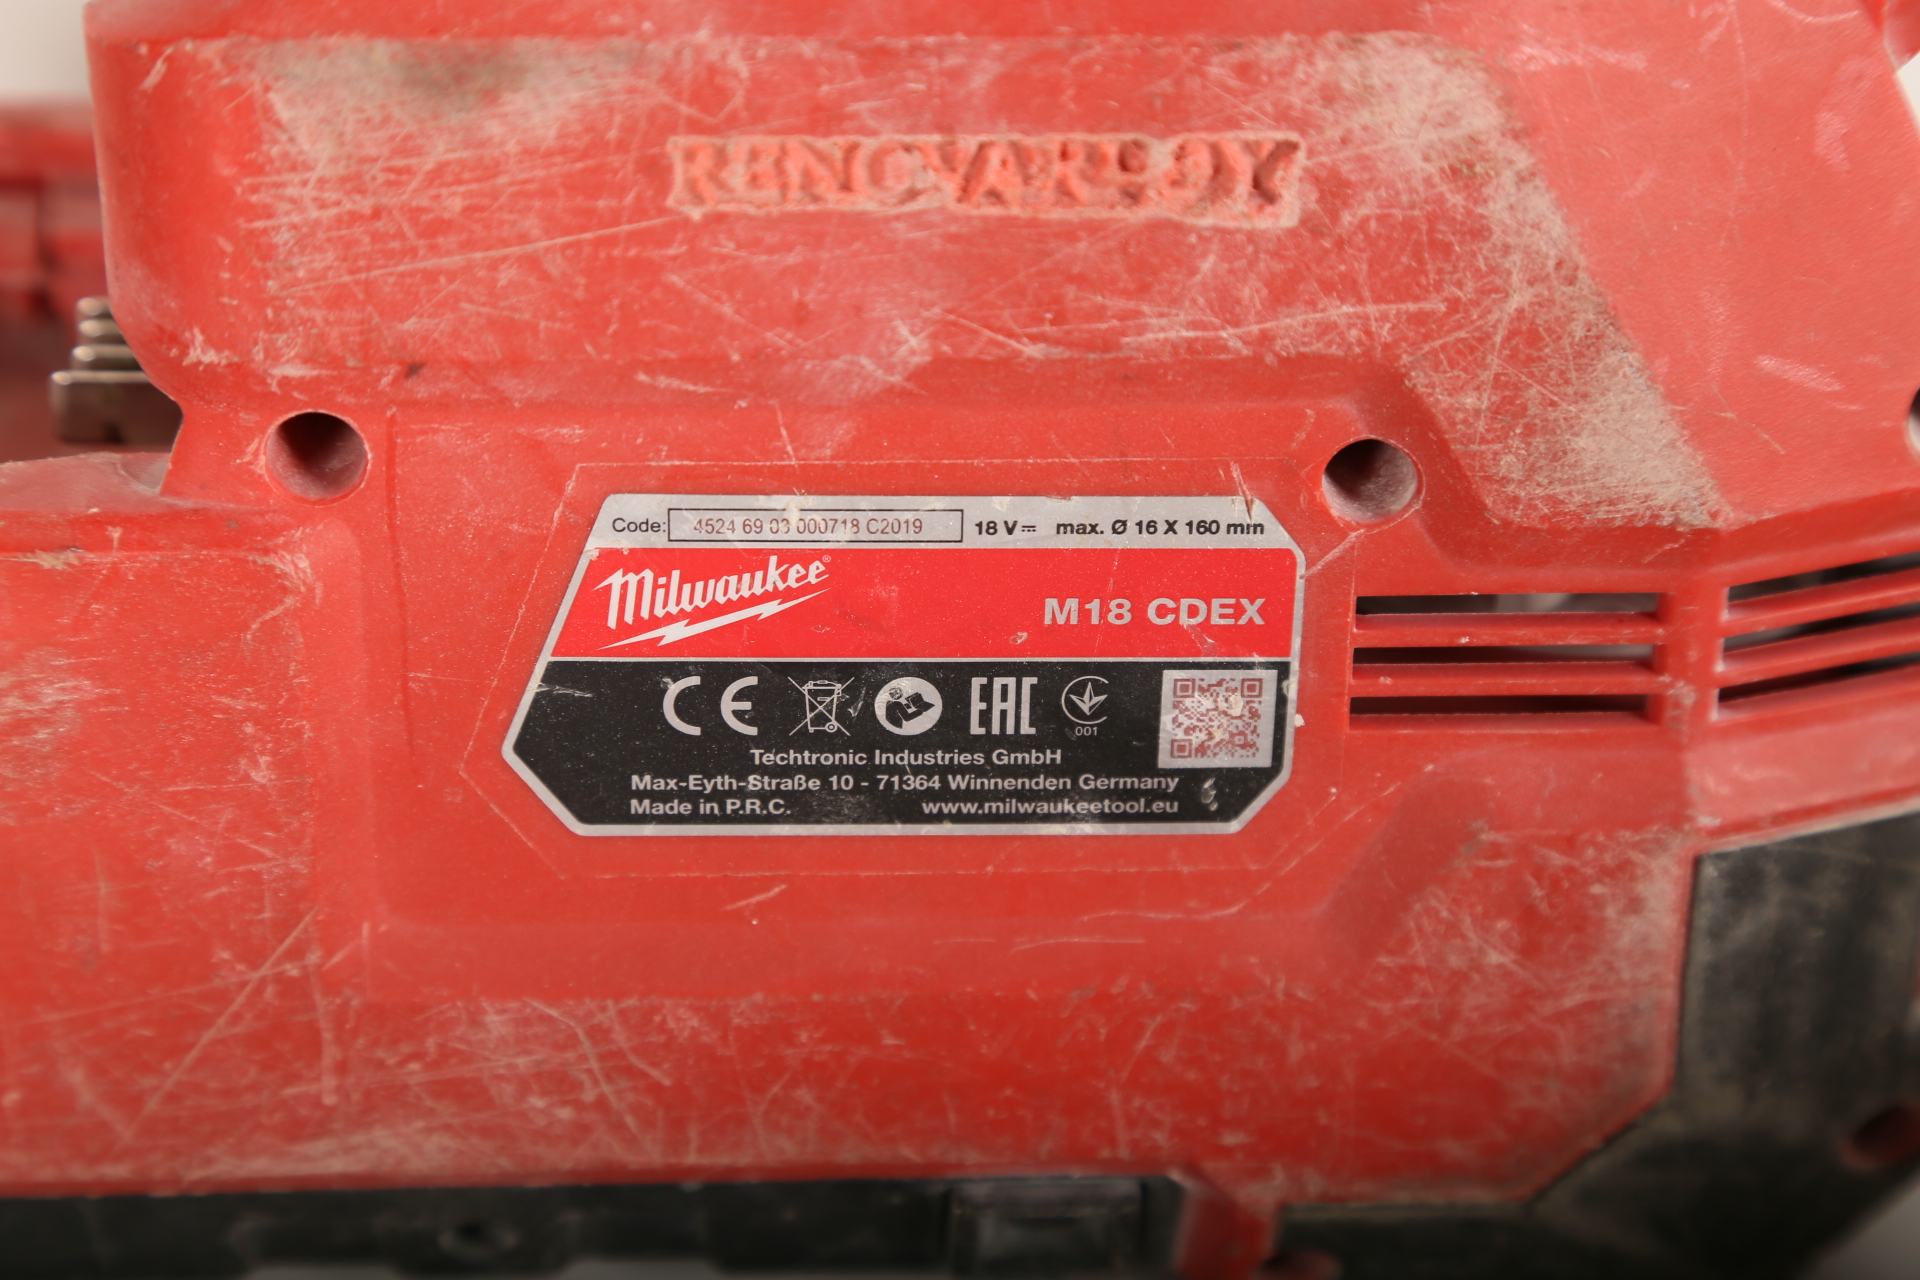 Code: 4524 69 03 000718 C2019 18 V⎓ max. Ø 16 X 160 mm
Milwaukee®
M18 CDEX
CE EAC
001
Techtronic Industries GmbH
Max-Eyth-Straße 10 - 71364 Winnenden Germany
Made in P.R.C. www.milwaukeetool.eu